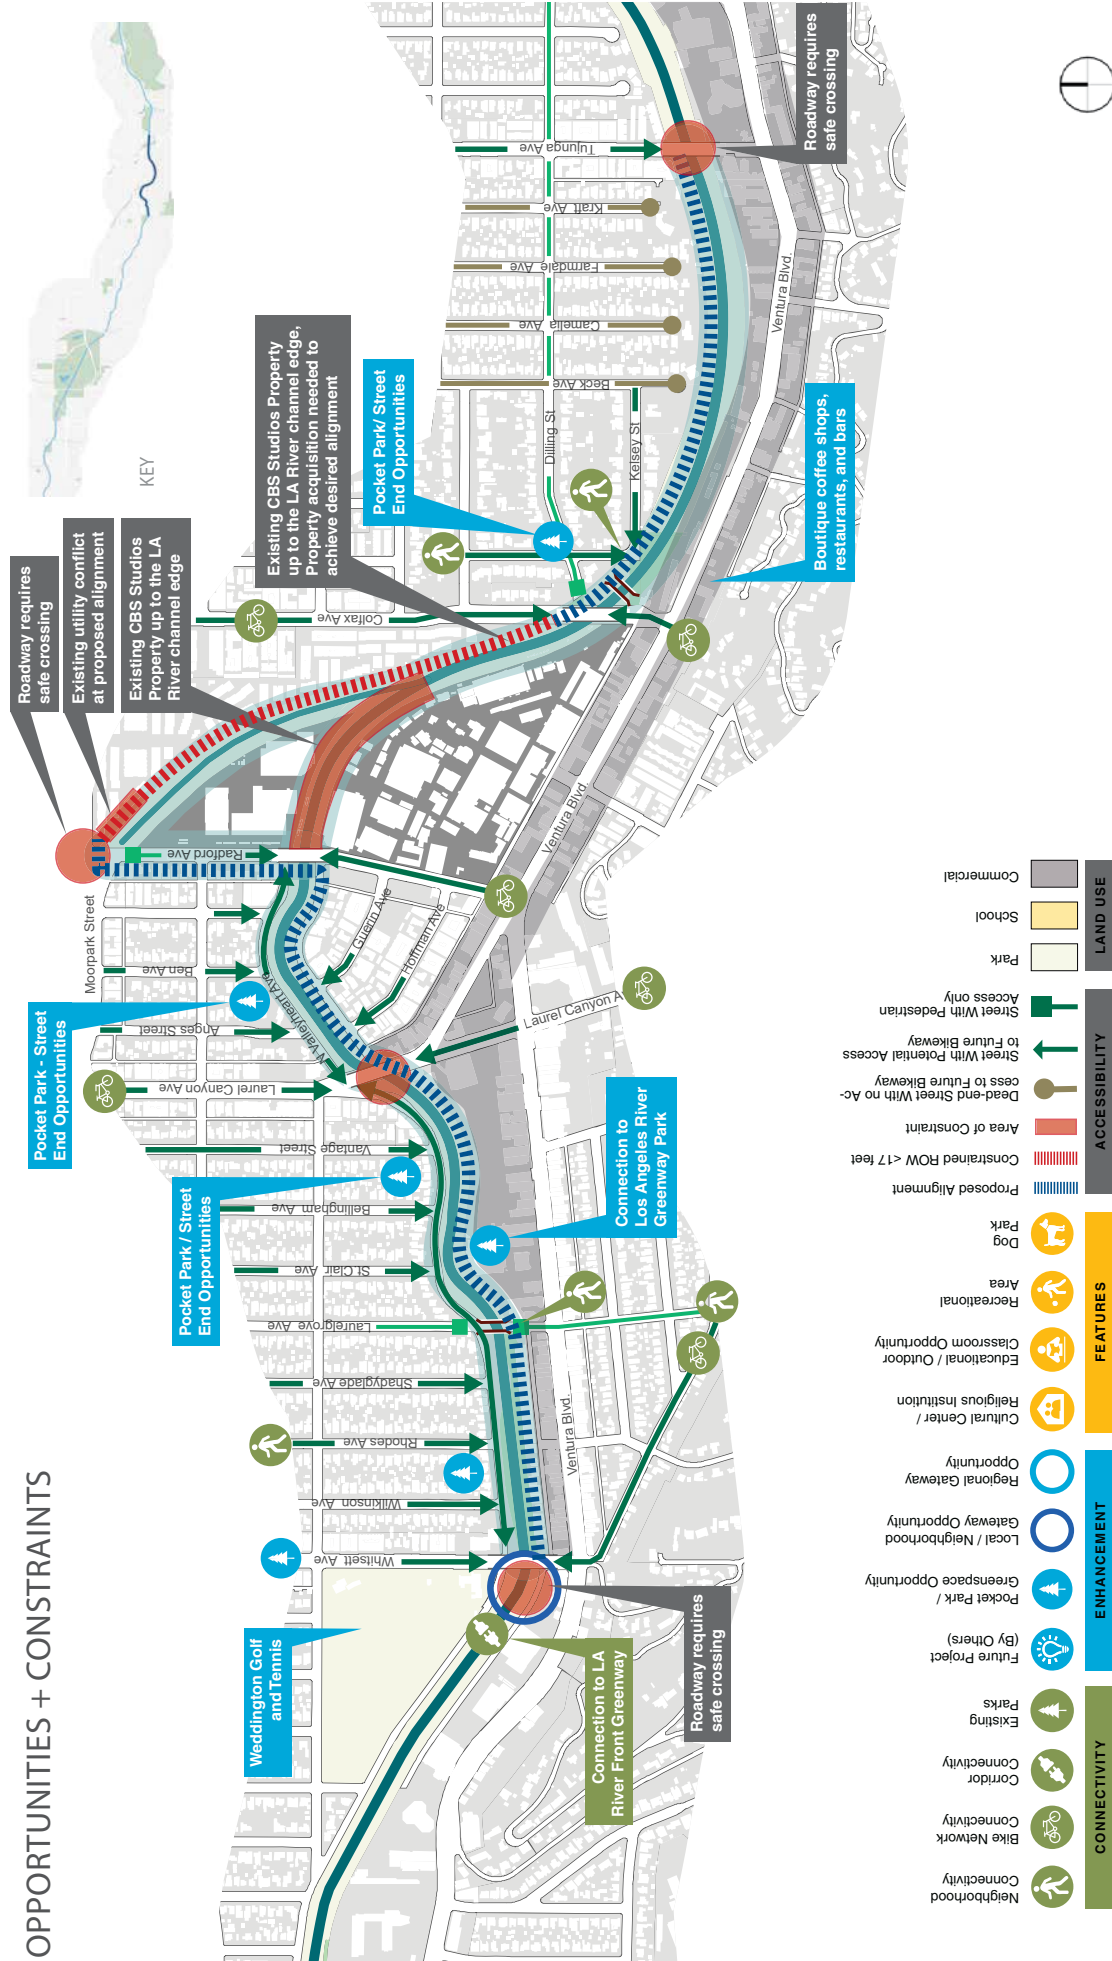 OPPORTUNITIES + CONSTRAINTS
KEY
Roadway requires
safe crossing
Existing utility conflict
at proposed alignment
Existing CBS Studios
Property up to the LA
River channel edge
Existing CBS Studios Property
up to the LA River channel edge,
Property acquisition needed to
achieve desired alignment
Pocket Park/ Street
End Opportunities
Roadway requires
safe crossing
Boutique coffee shops,
restaurants, and bars
Pocket Park - Street
End Opportunities
Pocket Park / Street
End Opportunities
Connection to
Los Angeles River
Greenway Park
Weddington Golf
and Tennis
Connection to LA
River Front Greenway
Roadway requires
safe crossing
Moorpark Street
Whitsett Ave
Wilkinson Ave
Rhodes Ave
Shadyglade Ave
Laurelgrove Ave
St.Clair Ave
Bellingham Ave
Vantage Street
Laurel Canyon Ave
Anges Street
Ben Ave
N Valleyheart Ave
Radford Ave
Guerin Ave
Hoffman Ave
Laurel Canyon A
Ventura Blvd.
Ventura Blvd.
Ventura Blvd.
Colfax Ave
Dilling St
Kelsey St
Beck Ave
Camelia Ave
Farmdale Ave
Kraft Ave
Tujunga Ave
Neighborhood
Connectivity
Bike Network
Connectivity
Corridor
Connectivity
Existing
Parks
CONNECTIVITY
Future Project
(By Others)
Pocket Park /
Greenspace Opportunity
Local / Neighborhood
Gateway Opportunity
Regional Gateway
Opportunity
ENHANCEMENT
Cultural Center /
Religious Institution
Educational / Outdoor
Classroom Opportunity
Recreational
Area
Dog
Park
FEATURES
Proposed Alignment
Constrained ROW <17 feet
Area of Constraint
Dead-end Street With no Ac-
cess to Future Bikeway
Street With Potential Access
to Future Bikeway
Street With Pedestrian
Access only
ACCESSIBILITY
Park
School
Commercial
LAND USE